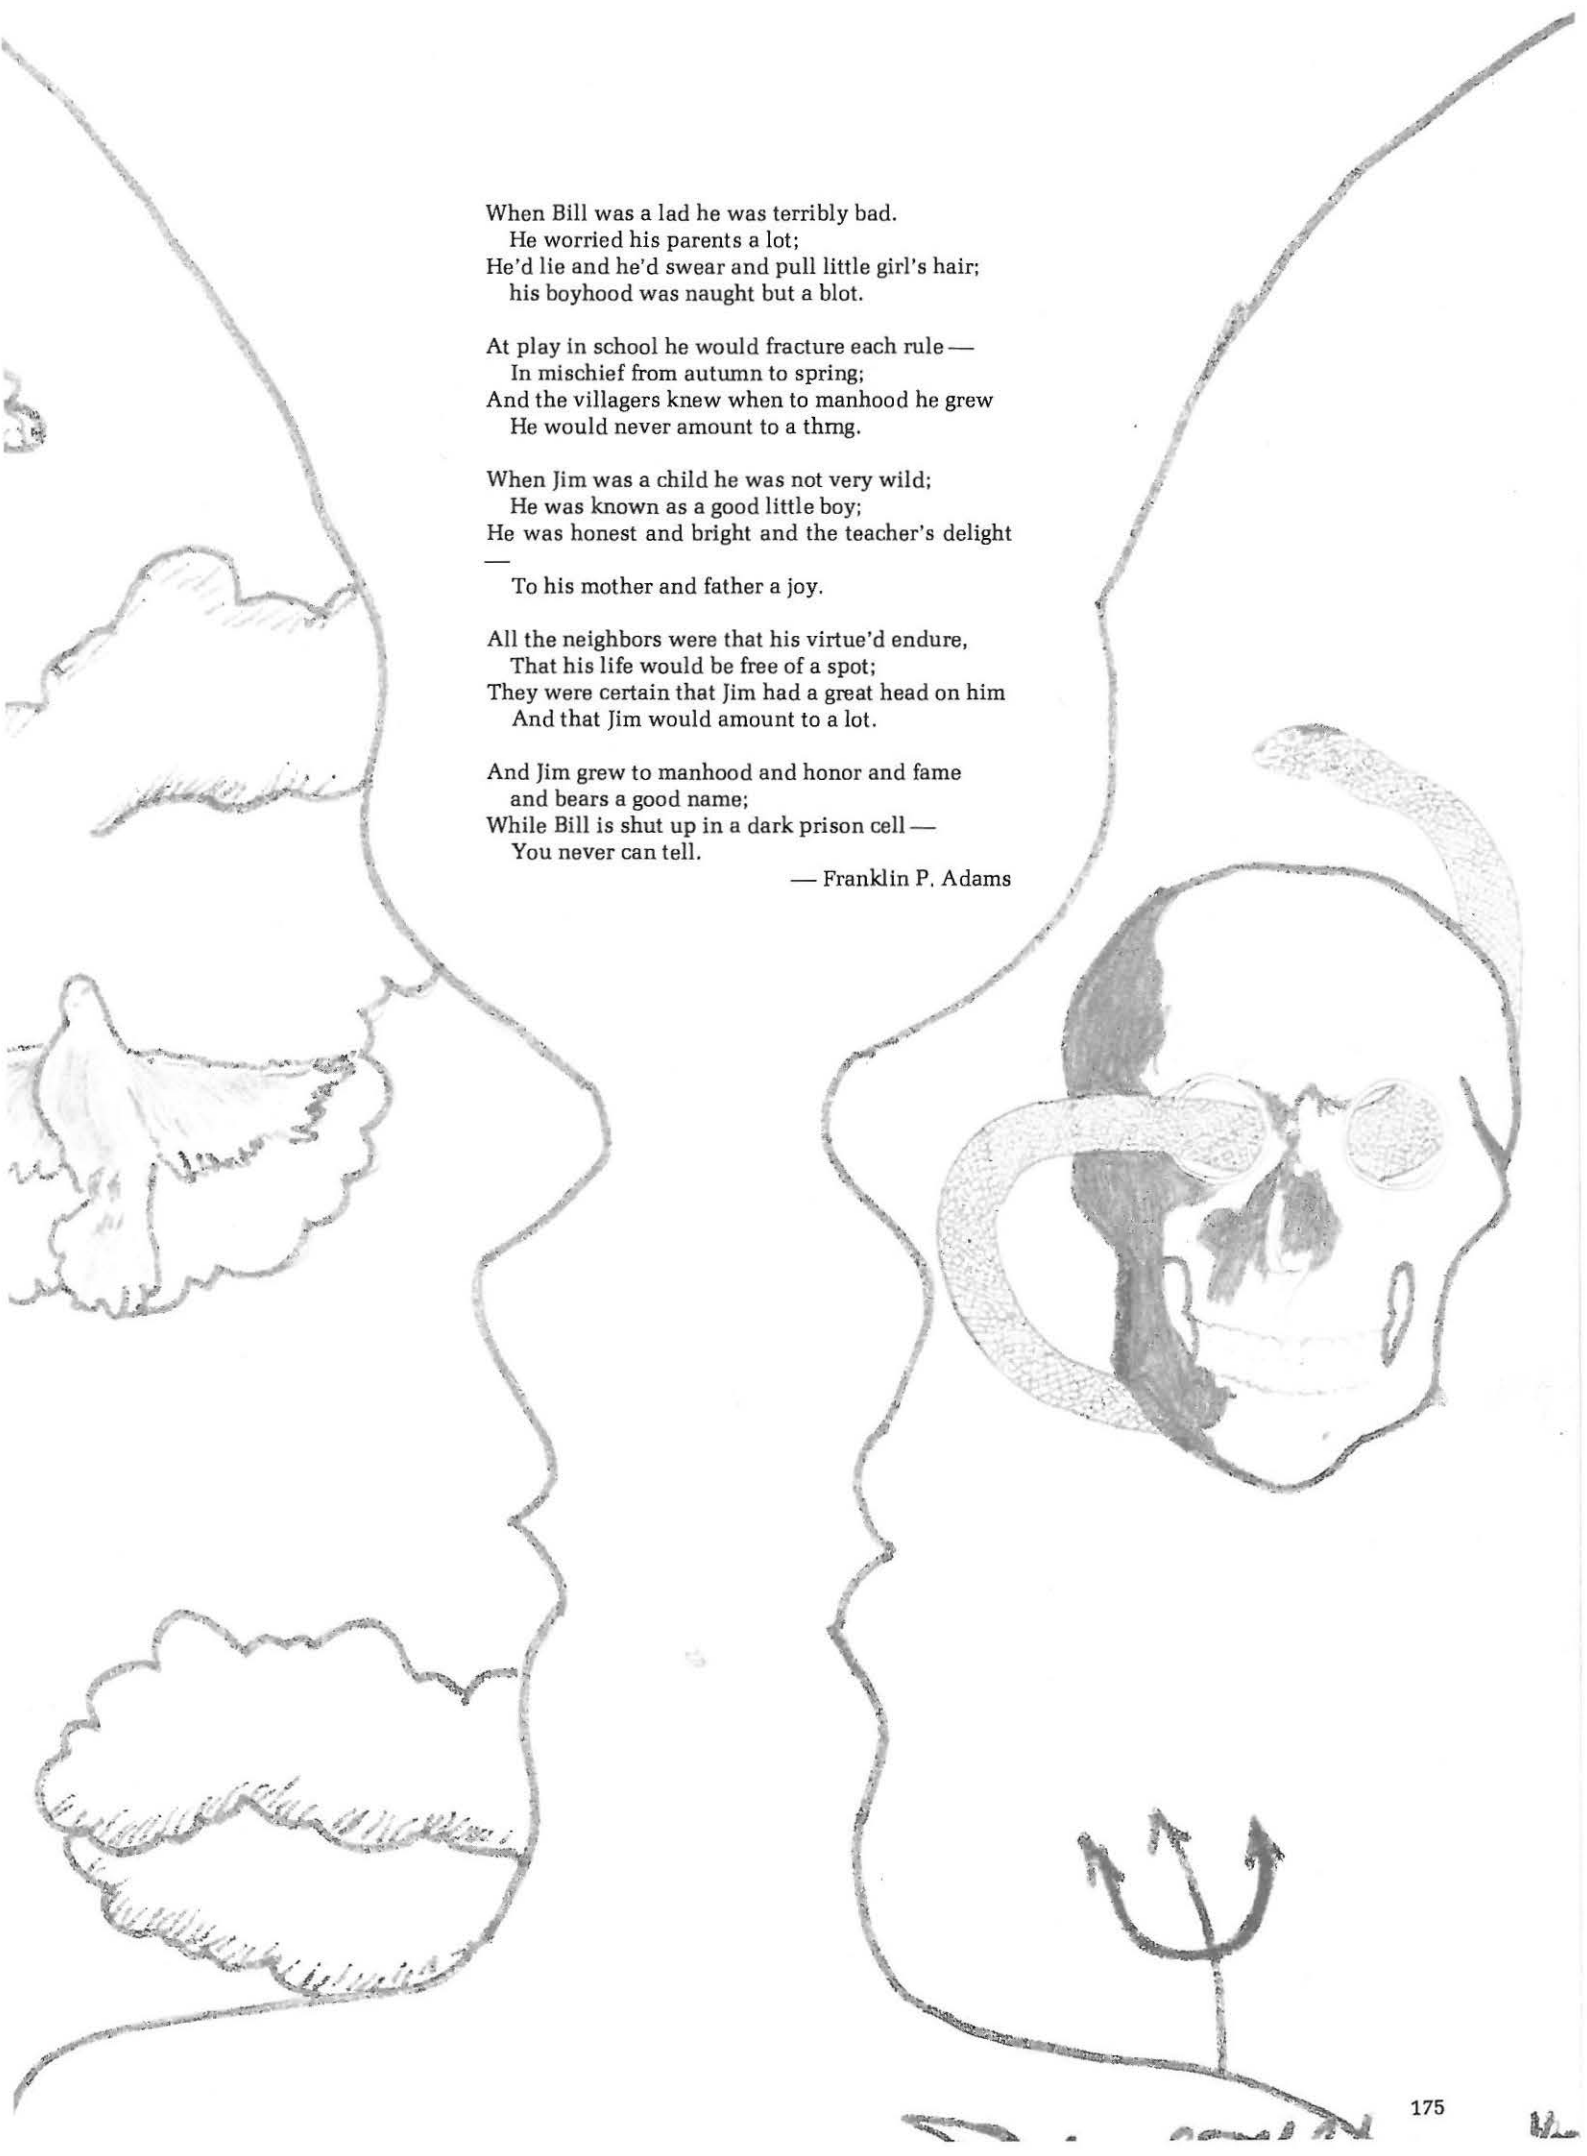 When Bill was a lad he was terribly bad.
He worried his parents a lot;
He'd lie and he'd swear and pull little girl's hair;
his boyhood was naught but a blot.
At play in school he would fracture each rule —
In mischief from autumn to spring;
And the villagers knew when to manhood he grew
He would never amount to a thmg.
When Jim was a child he was not very wild;
He was known as a good little boy;
He was honest and bright and the teacher's delight
—
To his mother and father a joy.
All the neighbors were that his virtue'd endure,
That his life would be free of a spot;
They were certain that Jim had a great head on him
And that Jim would amount to a lot.
And Jim grew to manhood and honor and fame
and bears a good name;
While Bill is shut up in a dark prison cell —
You never can tell.
— Franklin P. Adams
175